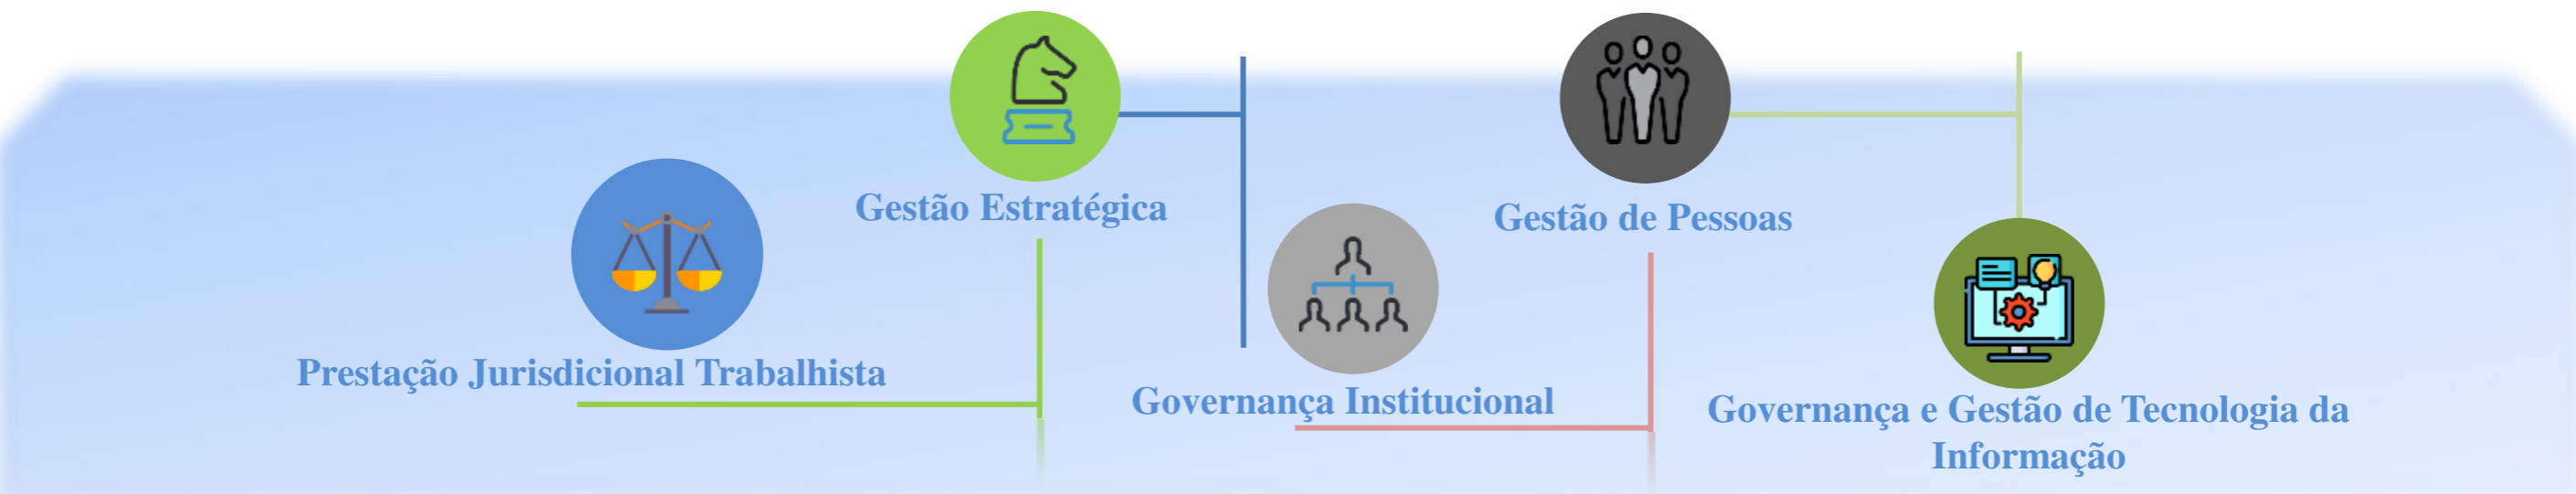 Gestão Estratégica
Gestão de Pessoas
Prestação Jurisdicional Trabalhista
Governança Institucional
Governança e Gestão de Tecnologia da
Informação